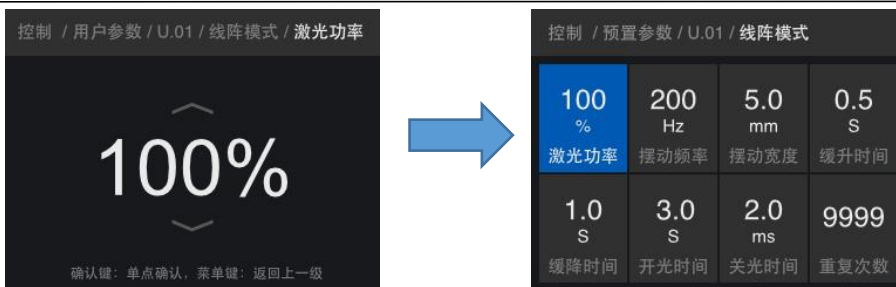 控制 / 用户参数 / U.01 / 线阵模式 / 激光功率
100%
确认键：单点确认，菜单键：返回上一级
控制 / 预置参数 / U.01 / 线阵模式
100 200 5.0 0.5
% Hz mm S
激光功率 摆动频率 摆动宽度 缓升时间
1.0 3.0 2.0 9999
S S ms
缓降时间 开光时间 关光时间 重复次数